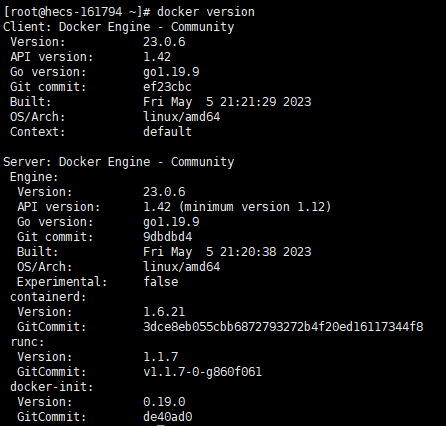 [root@hecs-161794 ~]# docker version
Client: Docker Engine - Community
 Version:           23.0.6
 API version:       1.42
 Go version:        go1.19.9
 Git commit:        ef23cbc
 Built:             Fri May  5 21:21:29 2023
 OS/Arch:           linux/amd64
 Context:           default

Server: Docker Engine - Community
 Engine:
  Version:          23.0.6
  API version:      1.42 (minimum version 1.12)
  Go version:       go1.19.9
  Git commit:       9dbdbd4
  Built:            Fri May  5 21:20:38 2023
  OS/Arch:          linux/amd64
  Experimental:     false
 containerd:
  Version:          1.6.21
  GitCommit:        3dce8eb055cbb6872793272b4f20ed16117344f8
 runc:
  Version:          1.1.7
  GitCommit:        v1.1.7-0-g860f061
 docker-init:
  Version:          0.19.0
  GitCommit:        de40ad0